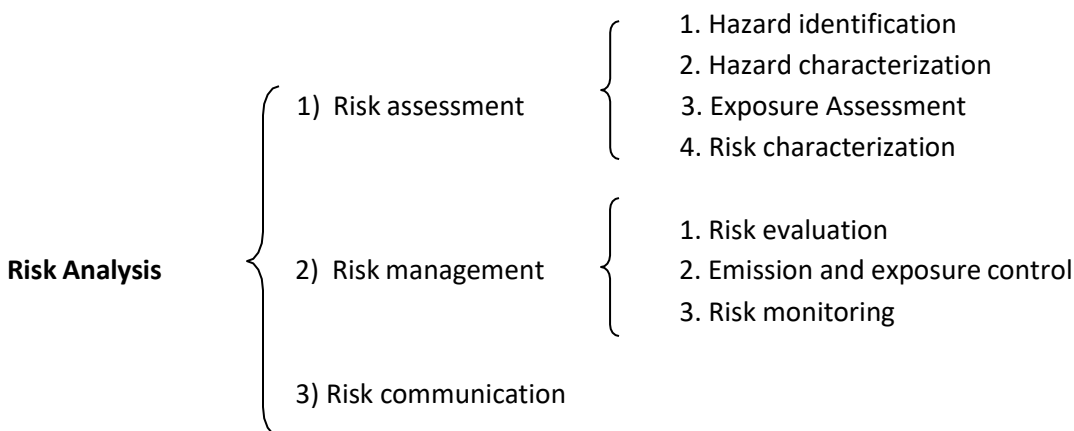 Risk Analysis
1) Risk assessment
1. Hazard identification
2. Hazard characterization
3. Exposure Assessment
4. Risk characterization
2) Risk management
1. Risk evaluation
2. Emission and exposure control
3. Risk monitoring
3) Risk communication